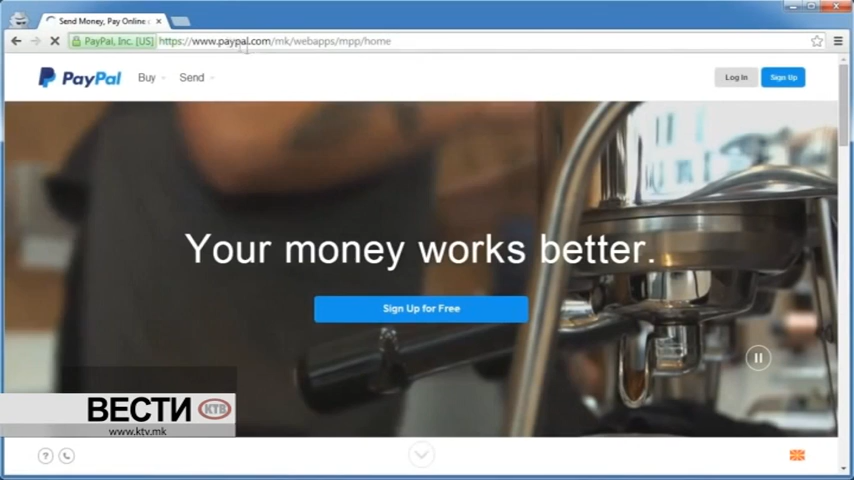 Send Money, Pay Online
PayPal, Inc. [US]
https://www.paypal.com/mk/webapps/mpp/home
PayPal
Buy
Send
Log In
Sign Up
Your money works better.
Sign Up for Free
ВЕСТИ КТВ
www.ktv.mk